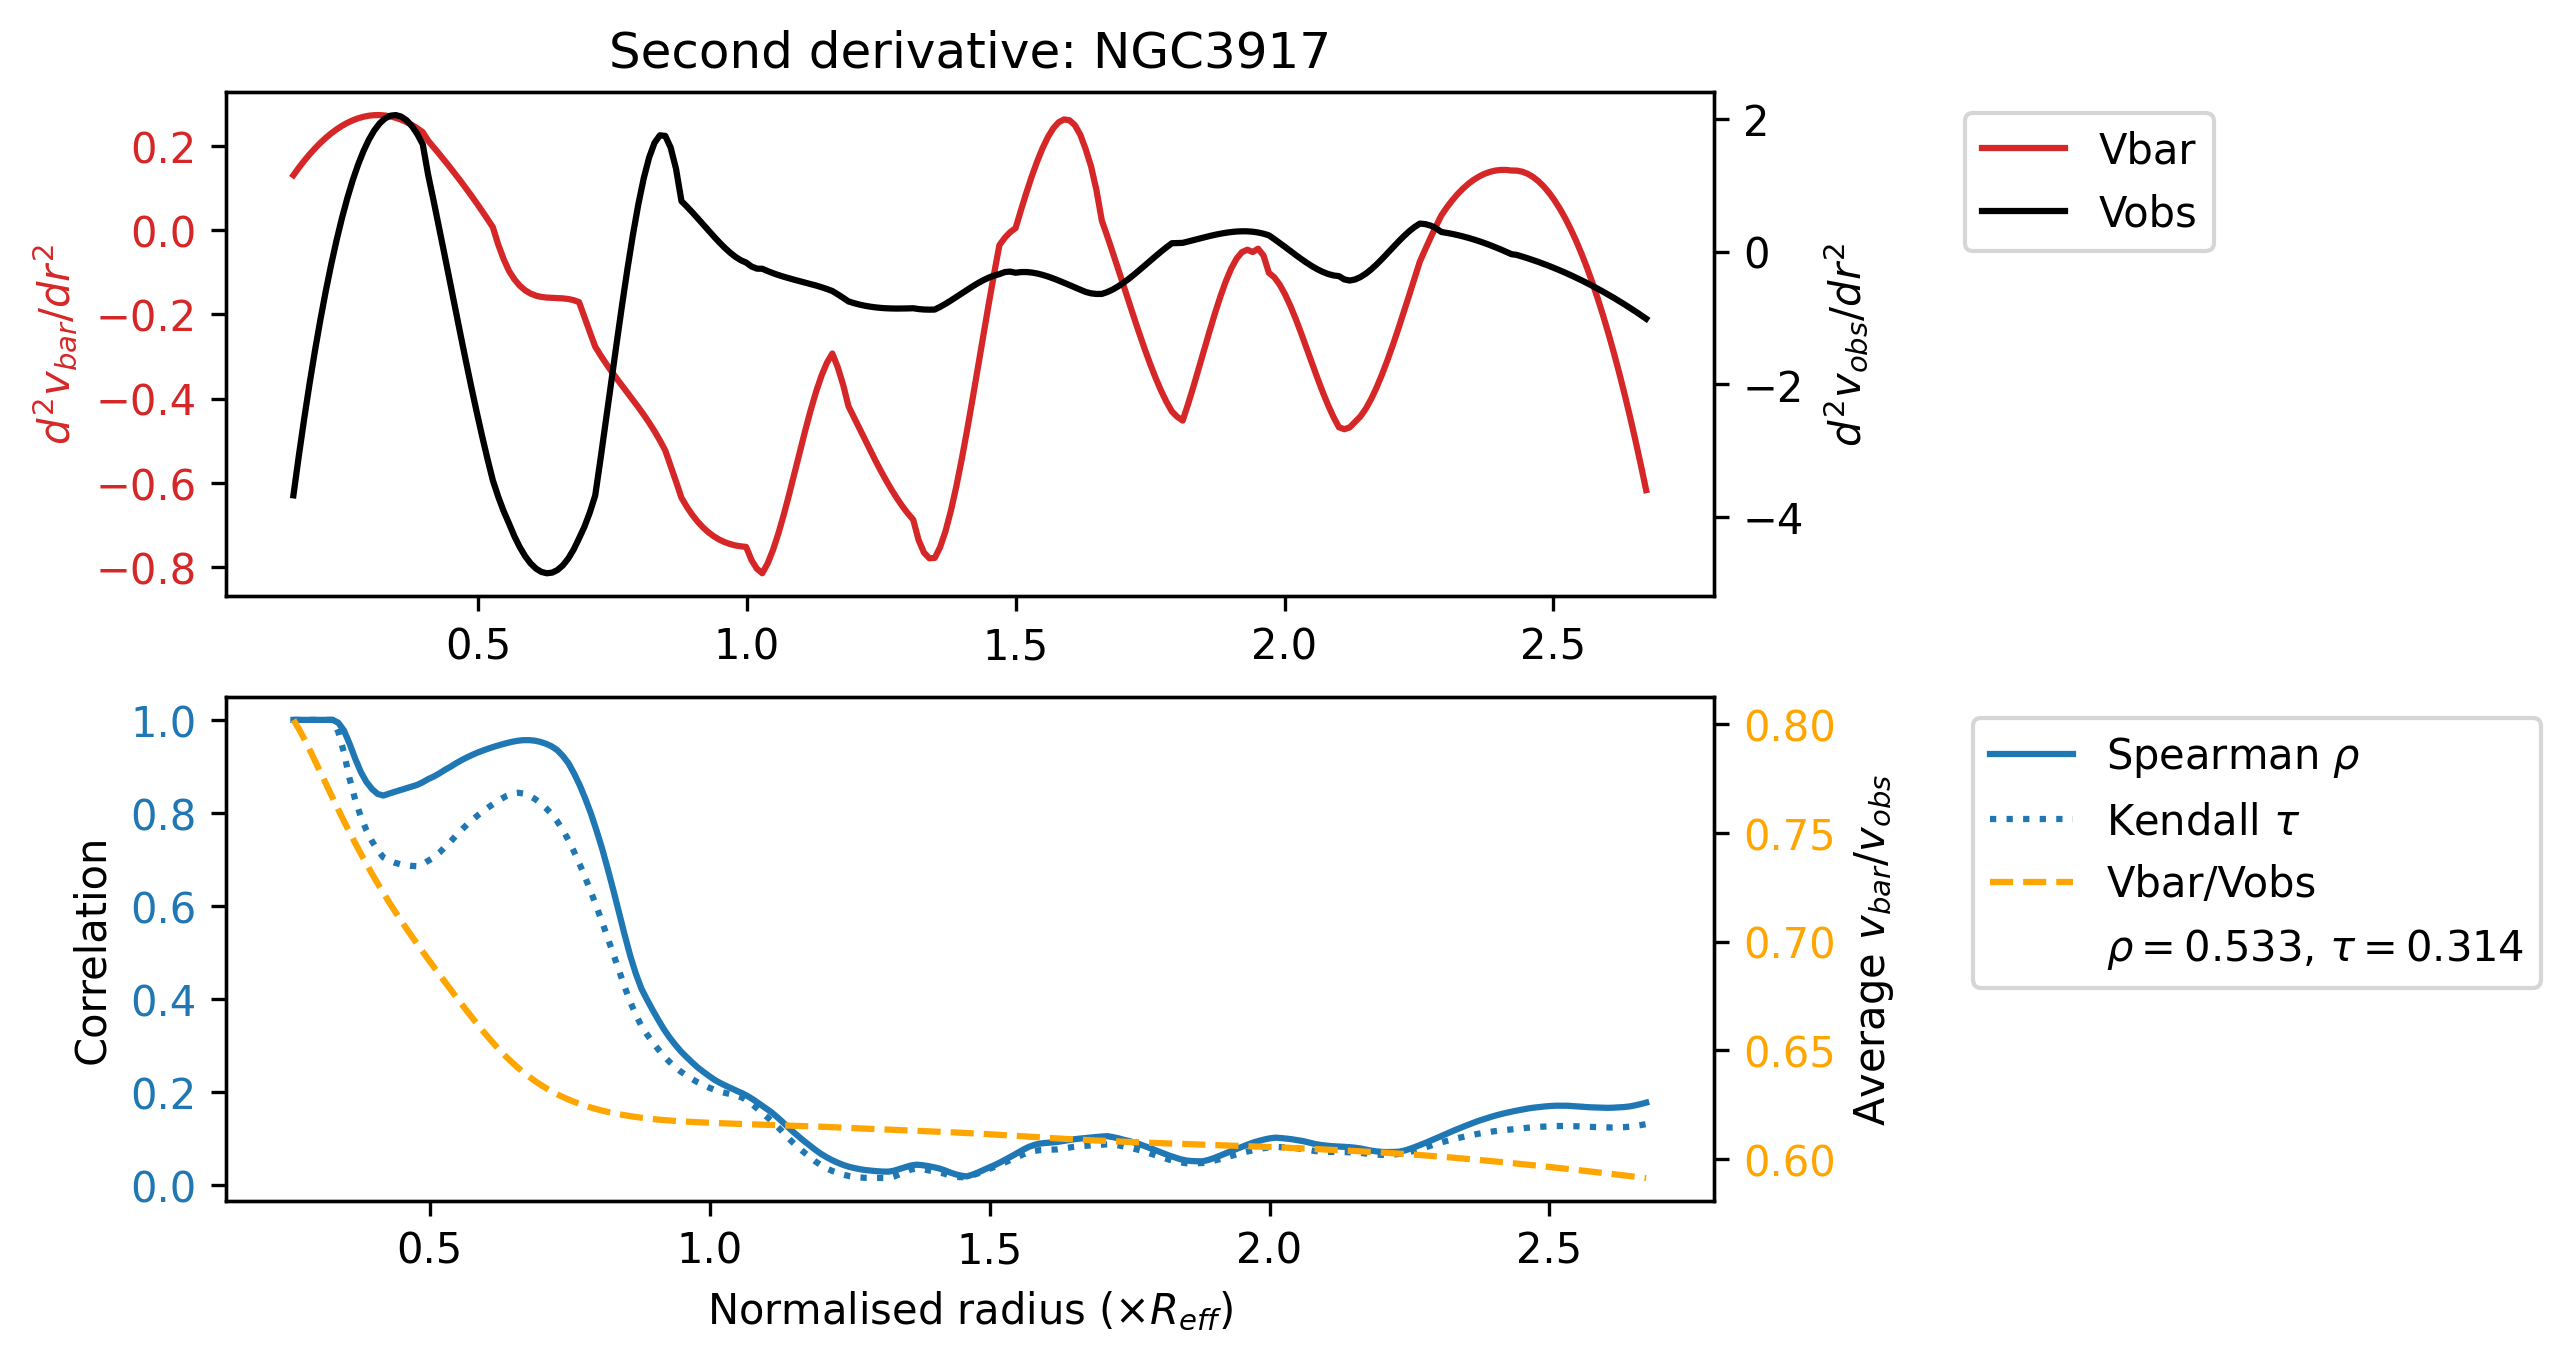 Second derivative: NGC3917
d²v_bar/dr²
0.2
0.0
−0.2
−0.4
−0.6
−0.8
2
0
−2
−4
d²v_obs/dr²
0.5 1.0 1.5 2.0 2.5
Vbar
Vobs
Correlation
1.0
0.8
0.6
0.4
0.2
0.0
0.80
0.75
0.70
0.65
0.60
Average v_bar/v_obs
0.5 1.0 1.5 2.0 2.5
Normalised radius (×R_eff)
Spearman ρ
Kendall τ
Vbar/Vobs
ρ = 0.533, τ = 0.314